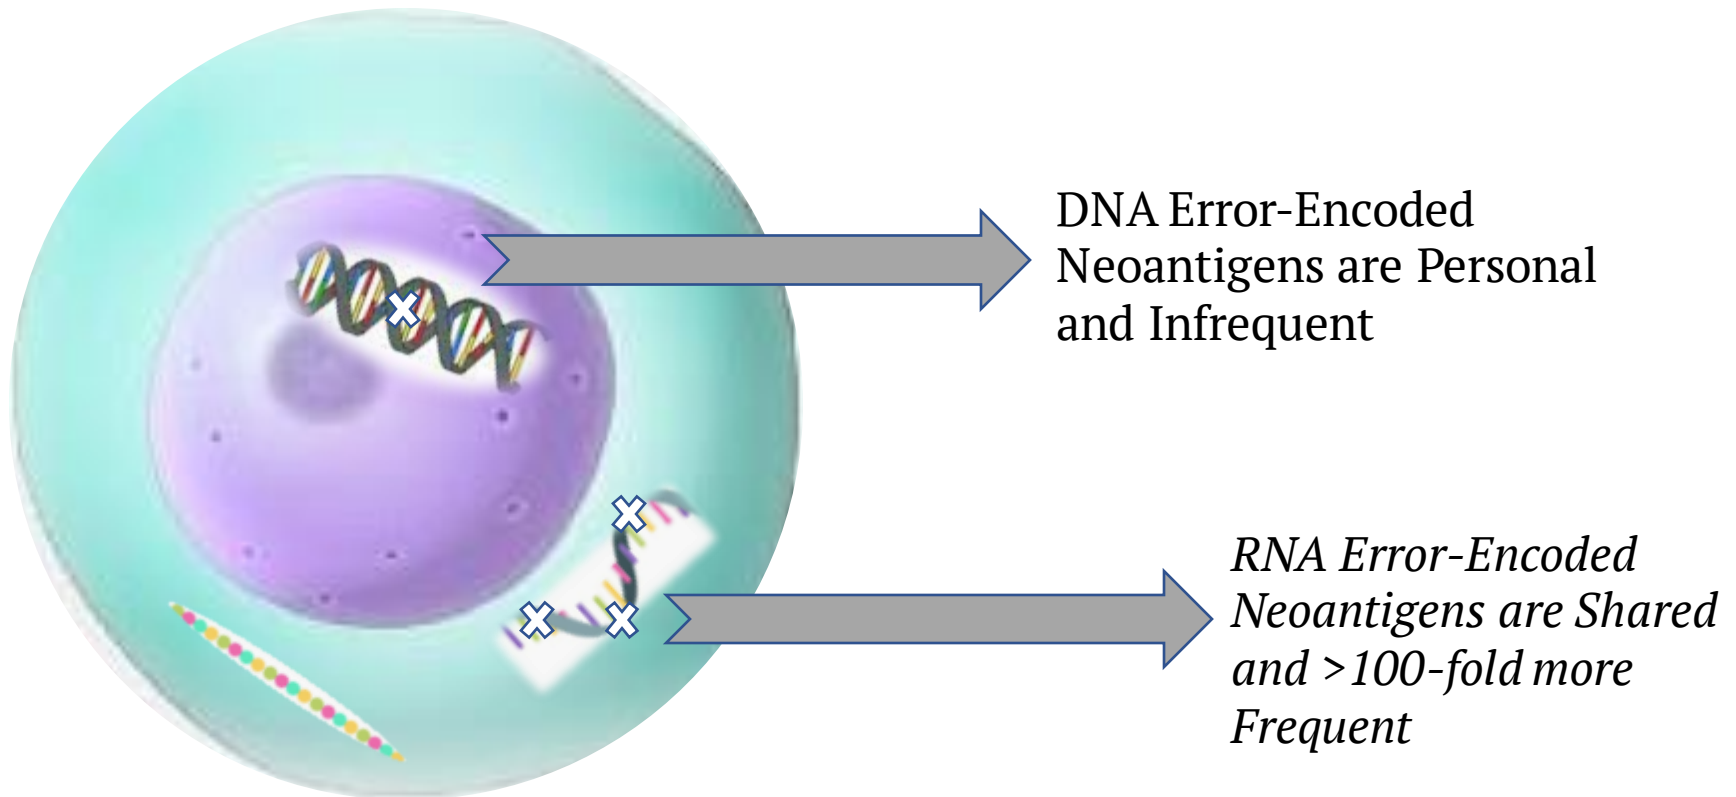 DNA Error-Encoded
Neoantigens are Personal
and Infrequent
RNA Error-Encoded
Neoantigens are Shared
and >100-fold more
Frequent